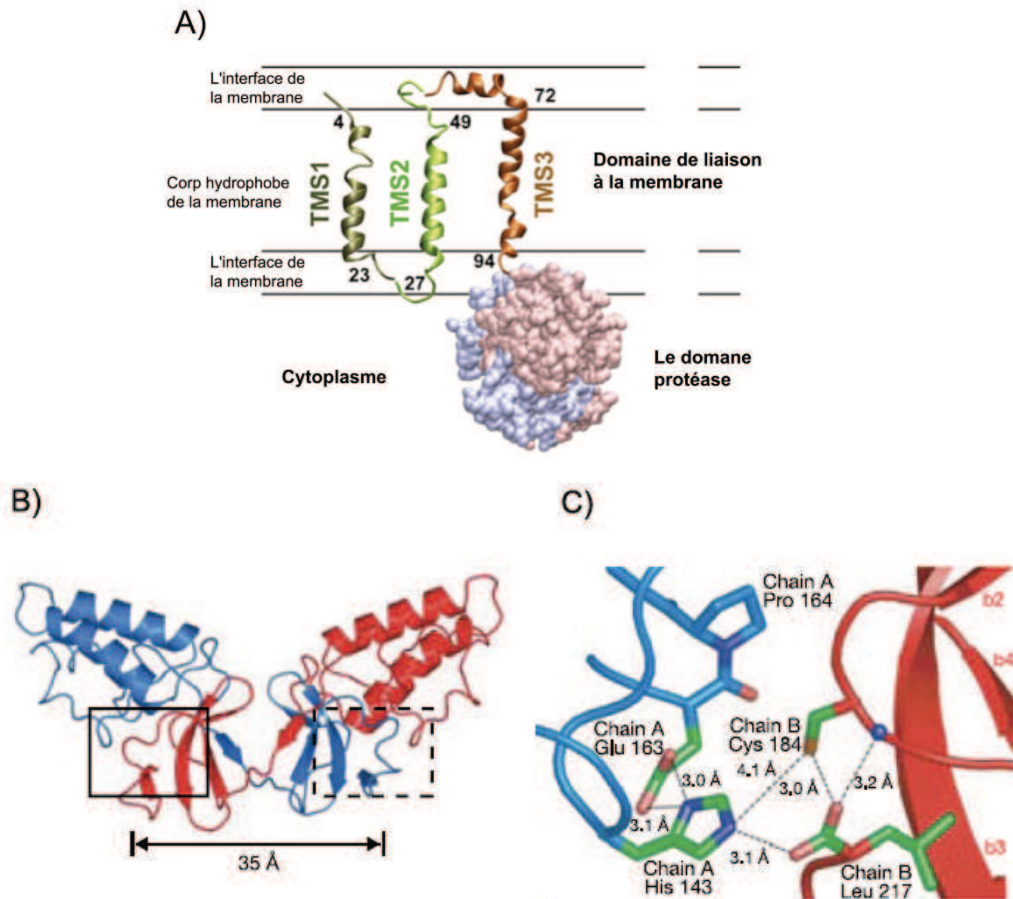 A)
L'interface de
la membrane
4
49
72
TMS1
TMS2
TMS3
Corp hydrophobe
de la membrane
Domaine de liaison
à la membrane
L'interface de
la membrane
23
27
94
Cytoplasme
Le domane
protéase
B)
35 Å
C)
Chain A
Pro 164
b2
b4
Chain A
Glu 163
Chain B
Cys 184
3.0 Å
4.1 Å
3.0 Å
3.2 Å
3.1 Å
3.1 Å
Chain A
His 143
Chain B
Leu 217
b3